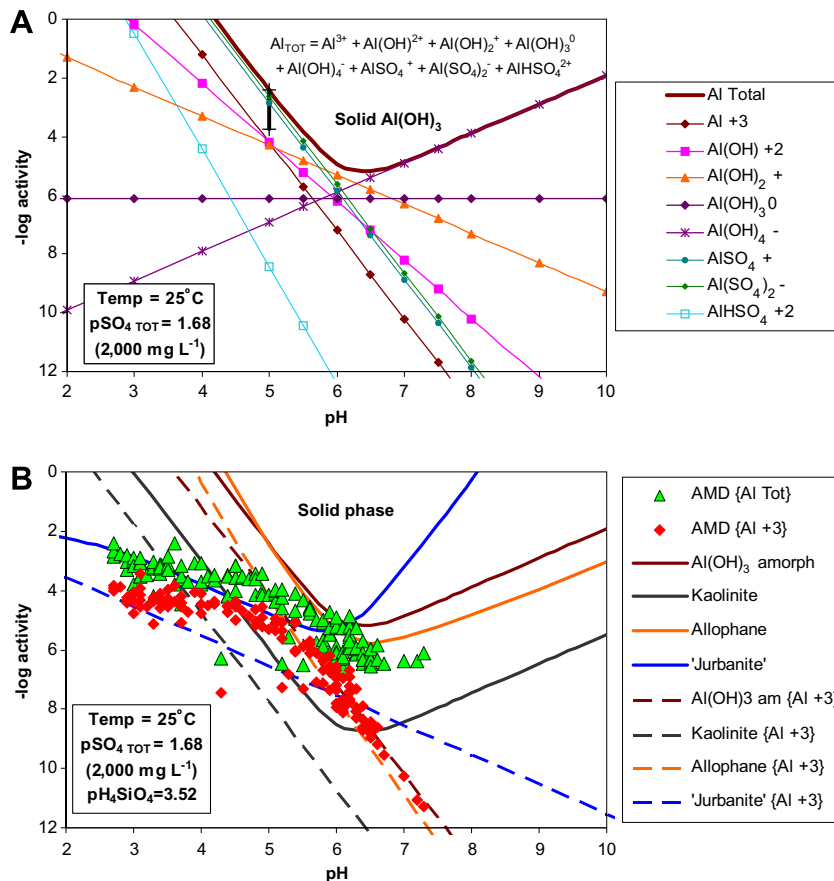 A
Al_TOT = Al^3+ + Al(OH)^2+ + Al(OH)_2^+ + Al(OH)_3^0
+ Al(OH)_4^- + AlSO_4^+ + Al(SO_4)_2^- + AlHSO_4^2+
Solid Al(OH)_3
Temp = 25°C
pSO_4 TOT = 1.68
(2,000 mg L^-1)
-log activity
0
2
4
6
8
10
12
2 3 4 5 6 7 8 9 10
pH
Al Total
Al +3
Al(OH) +2
Al(OH)_2 +
Al(OH)_3 0
Al(OH)_4 -
AlSO_4 +
Al(SO_4)_2 -
AlHSO_4 +2
B
Solid phase
Temp = 25°C
pSO_4 TOT = 1.68
(2,000 mg L^-1)
pH_4SiO_4=3.52
-log activity
0
2
4
6
8
10
12
2 3 4 5 6 7 8 9 10
pH
AMD {Al Tot}
AMD {Al +3}
Al(OH)_3 amorph
Kaolinite
Allophane
'Jurbanite'
Al(OH)3 am {Al +3}
Kaolinite {Al +3}
Allophane {Al +3}
'Jurbanite' {Al +3}